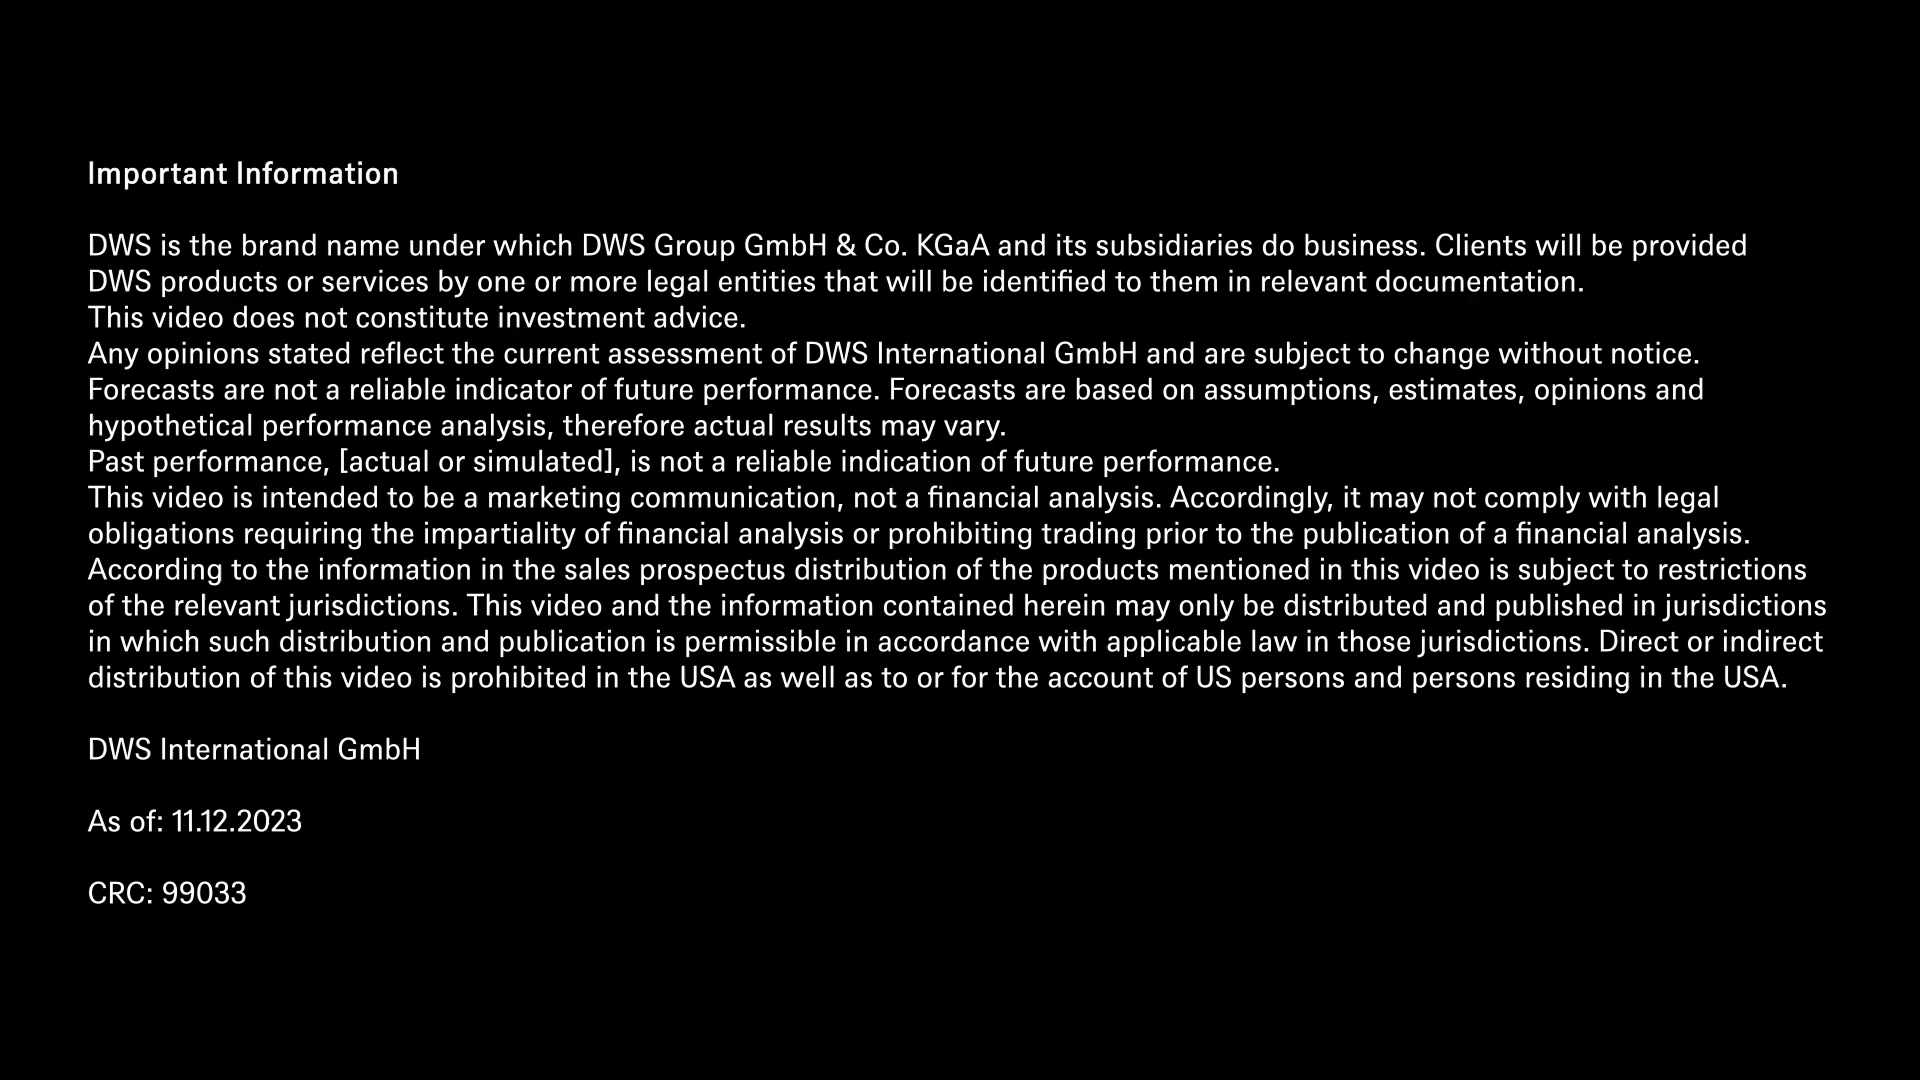 Important Information
DWS is the brand name under which DWS Group GmbH & Co. KGaA and its subsidiaries do business. Clients will be provided
DWS products or services by one or more legal entities that will be identified to them in relevant documentation.
This video does not constitute investment advice.
Any opinions stated reflect the current assessment of DWS International GmbH and are subject to change without notice.
Forecasts are not a reliable indicator of future performance. Forecasts are based on assumptions, estimates, opinions and
hypothetical performance analysis, therefore actual results may vary.
Past performance, [actual or simulated], is not a reliable indication of future performance.
This video is intended to be a marketing communication, not a financial analysis. Accordingly, it may not comply with legal
obligations requiring the impartiality of financial analysis or prohibiting trading prior to the publication of a financial analysis.
According to the information in the sales prospectus distribution of the products mentioned in this video is subject to restrictions
of the relevant jurisdictions. This video and the information contained herein may only be distributed and published in jurisdictions
in which such distribution and publication is permissible in accordance with applicable law in those jurisdictions. Direct or indirect
distribution of this video is prohibited in the USA as well as to or for the account of US persons and persons residing in the USA.
DWS International GmbH
As of: 11.12.2023
CRC: 99033